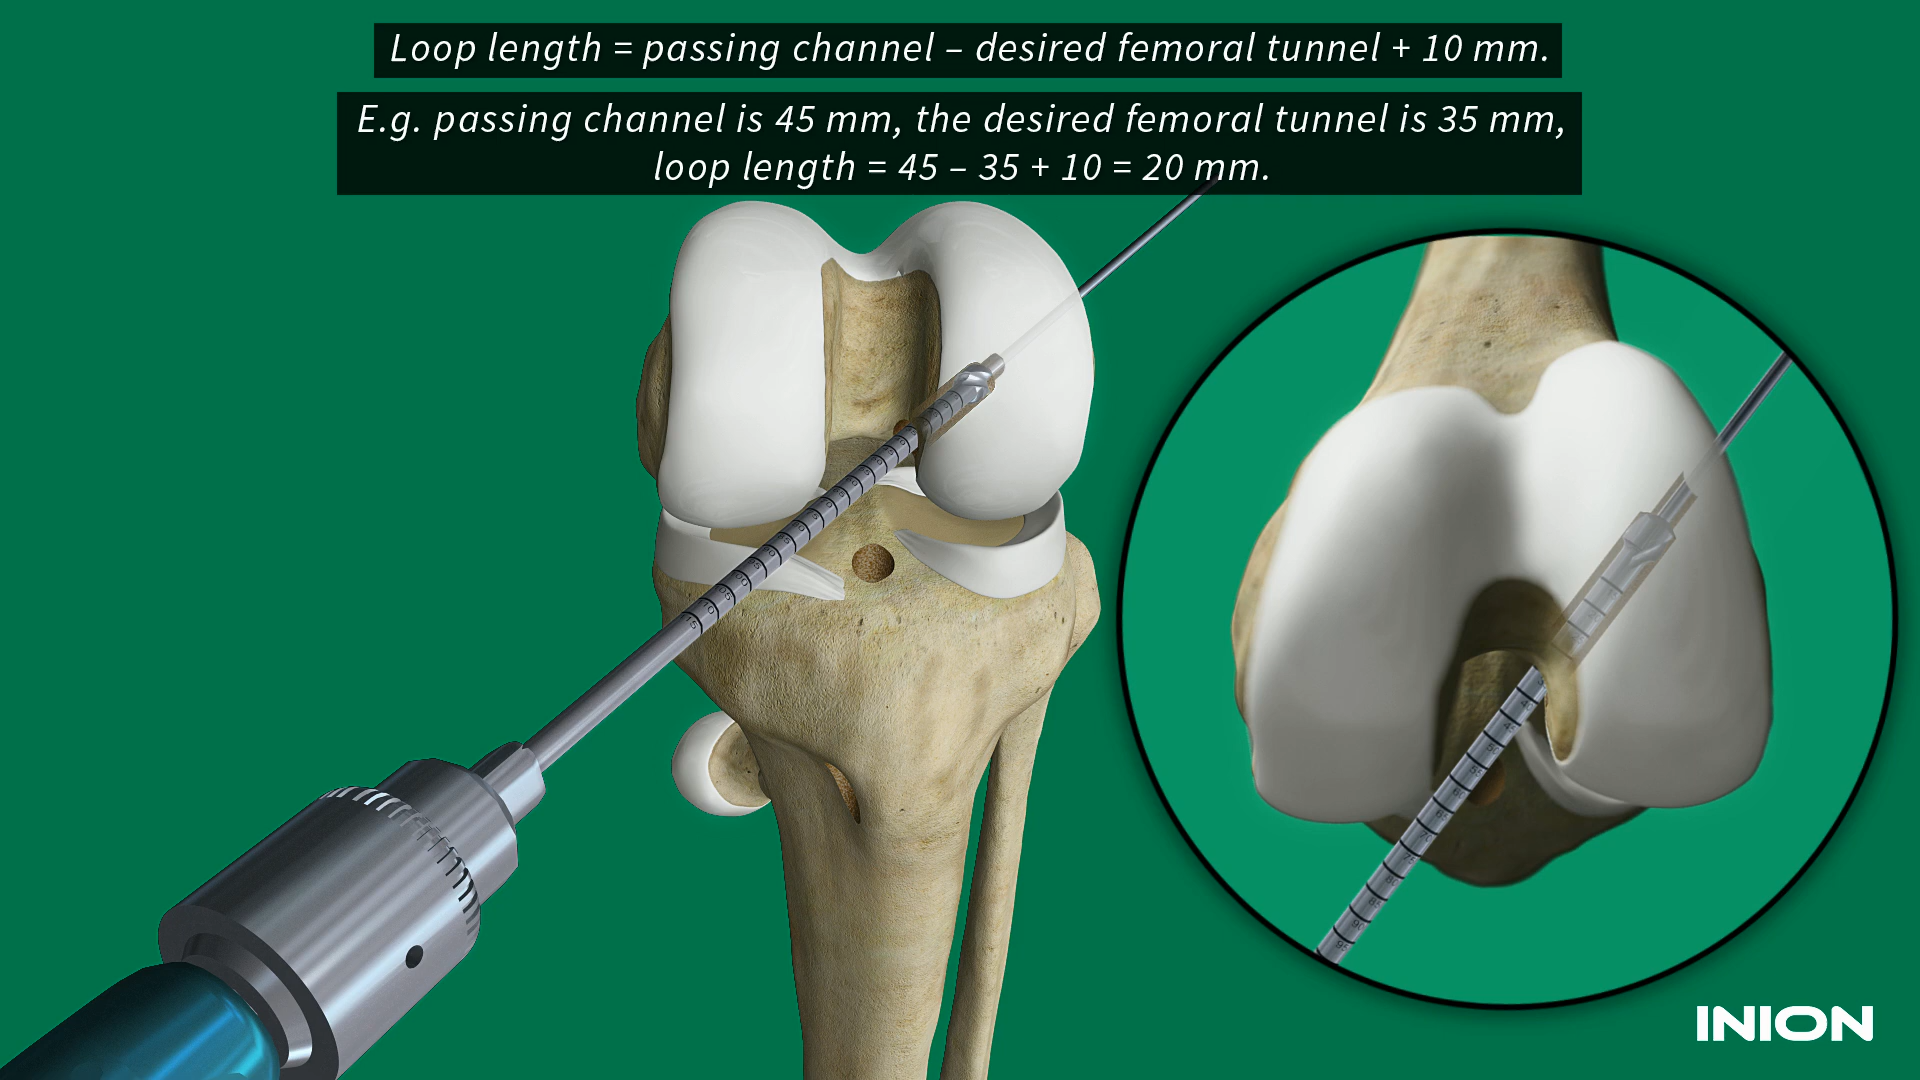 Loop length = passing channel – desired femoral tunnel + 10 mm.
E.g. passing channel is 45 mm, the desired femoral tunnel is 35 mm,
loop length = 45 – 35 + 10 = 20 mm.
INION